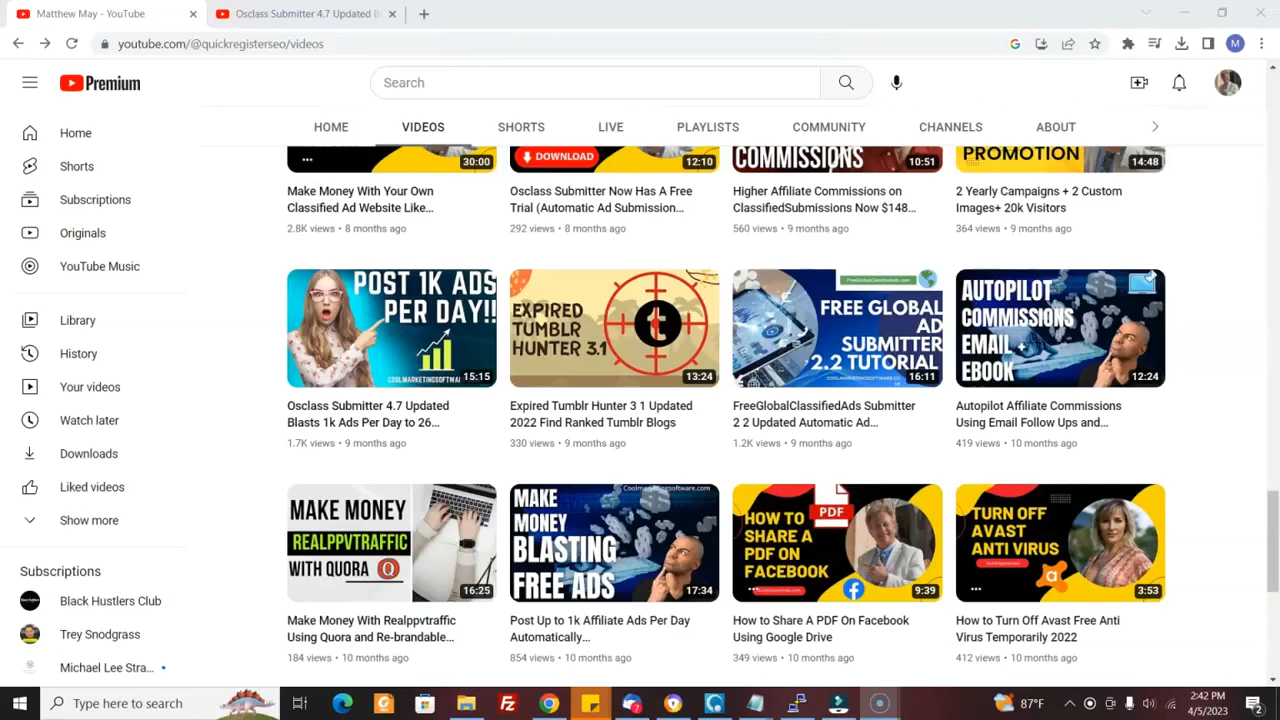 Matthew May - YouTube
Osclass Submitter 4.7 Updated B
youtube.com/@quickregisterseo/videos
G
M
Premium
Search
HOME VIDEOS SHORTS LIVE PLAYLISTS COMMUNITY CHANNELS ABOUT
Home
Shorts
Subscriptions
Originals
YouTube Music
Library
History
Your videos
Watch later
Downloads
Liked videos
Show more
Subscriptions
Black Hustlers Club
Trey Snodgrass
Michael Lee Stra...
30:00
DOWNLOAD
12:10
COMMISSIONS
10:51
PROMOTION
14:48
Make Money With Your Own
Classified Ad Website Like...
2.8K views • 8 months ago
Osclass Submitter Now Has A Free
Trial (Automatic Ad Submission...
292 views • 8 months ago
Higher Affiliate Commissions on
ClassifiedSubmissions Now $148...
560 views • 9 months ago
2 Yearly Campaigns + 2 Custom
Images+ 20k Visitors
364 views • 9 months ago
POST 1K ADS
PER DAY!!
15:15
EXPIRED
TUMBLR
HUNTER 3.1
t
13:24
FreeGlobalClassifiedAds.com
FREE GLOBAL
AD
SUBMITTER
2.2 TUTORIAL
16:11
AUTOPILOT
COMMISSIONS
EMAIL +
EBOOK
12:24
Osclass Submitter 4.7 Updated
Blasts 1k Ads Per Day to 26...
1.7K views • 9 months ago
Expired Tumblr Hunter 3 1 Updated
2022 Find Ranked Tumblr Blogs
330 views • 9 months ago
FreeGlobalClassifiedAds Submitter
2 2 Updated Automatic Ad...
1.2K views • 9 months ago
Autopilot Affiliate Commissions
Using Email Follow Ups and...
419 views • 10 months ago
MAKE MONEY
REALPPVTRAFFIC
WITH QUORA Q
16:25
Coolmarketingsoftware.com
MAKE
MONEY
BLASTING
FREE ADS
17:34
PDF
HOW TO
SHARE A
PDF ON
FACEBOOK
9:39
TURN OFF
AVAST
ANTI VIRUS
3:53
Make Money With Realppvtraffic
Using Quora and Re-brandable...
184 views • 10 months ago
Post Up to 1k Affiliate Ads Per Day
Automatically...
854 views • 10 months ago
How to Share A PDF On Facebook
Using Google Drive
349 views • 10 months ago
How to Turn Off Avast Free Anti
Virus Temporarily 2022
412 views • 10 months ago
Type here to search
87°F
2:42 PM
4/5/2023